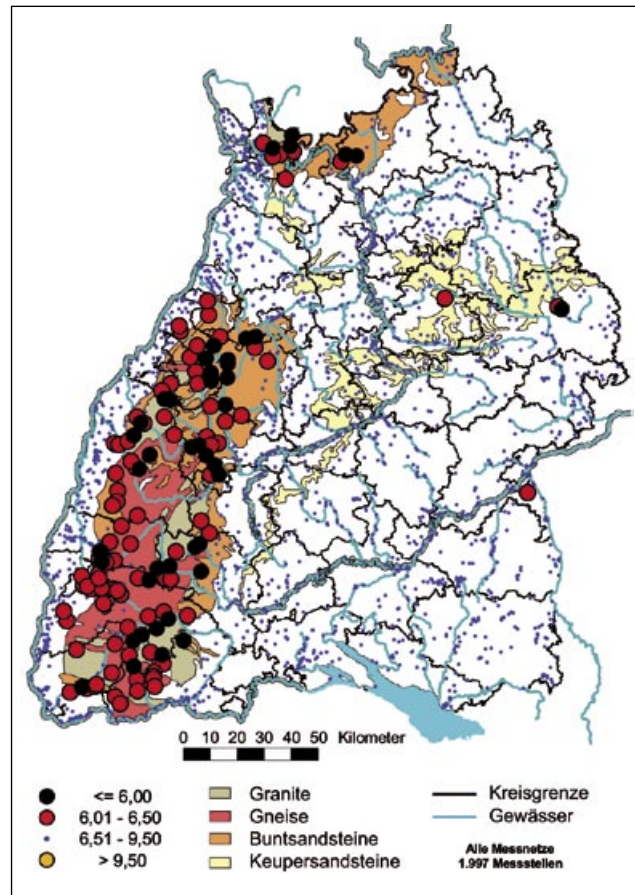 0 10 20 30 40 50 Kilometer
<= 6,00
6,01 - 6,50
6,51 - 9,50
> 9,50
Granite
Gneise
Buntsandsteine
Keupersandsteine
Kreisgrenze
Gewässer
Alle Messnetze
1.997 Messstellen